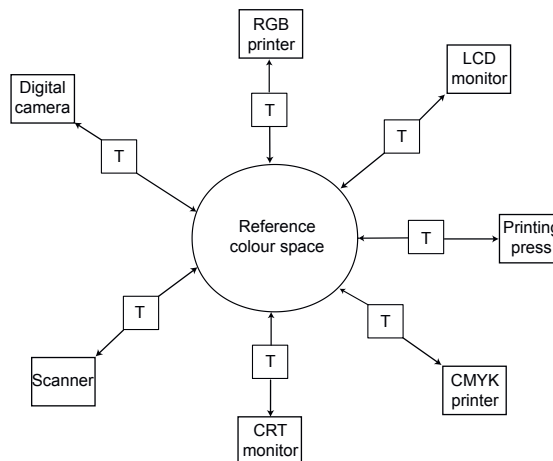 RGB
printer
LCD
monitor
Digital
camera
T
T
T
Reference
colour space
T
Printing
press
T
T
T
Scanner
CMYK
printer
CRT
monitor